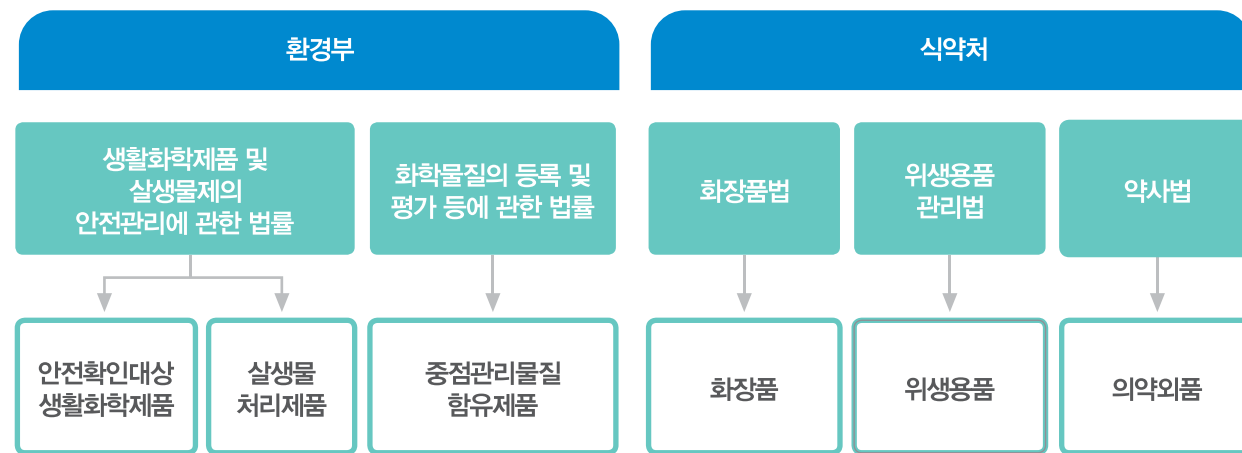 환경부
식약처
생활화학제품 및
살생물제의
안전관리에 관한 법률
화학물질의 등록 및
평가 등에 관한 법률
화장품법
위생용품
관리법
약사법
안전확인대상
생활화학제품
살생물
처리제품
중점관리물질
함유제품
화장품
위생용품
의약외품